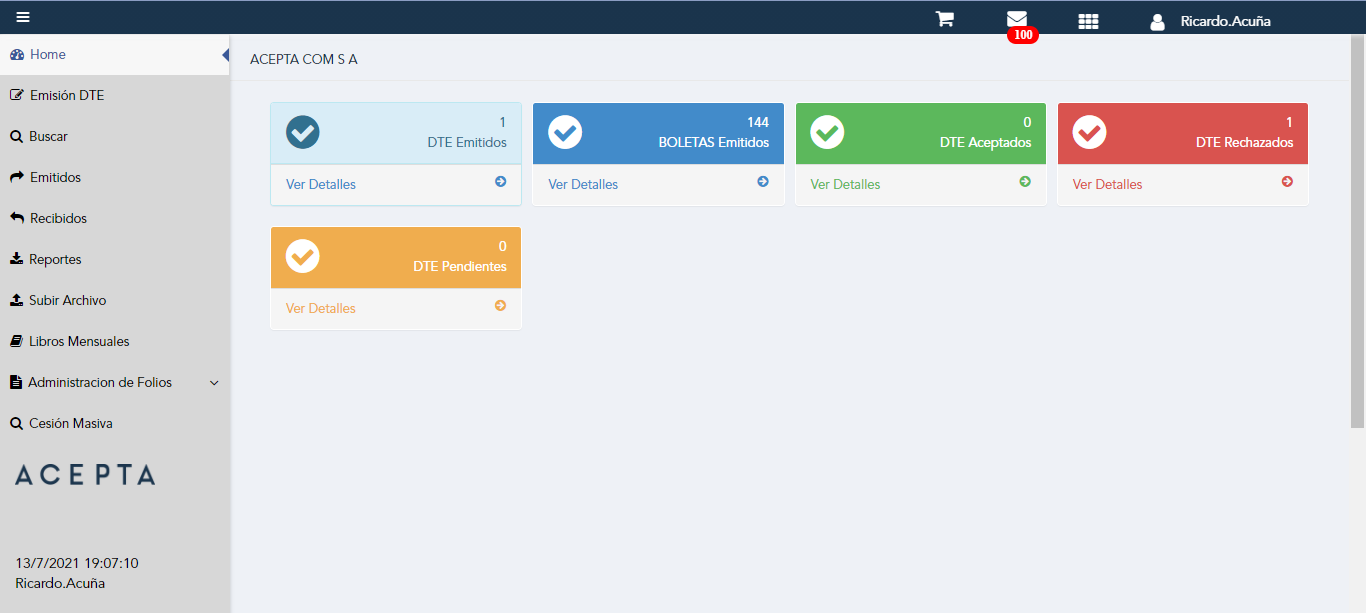 Ricardo.Acuña
100
Home
ACEPTA COM S A
Emisión DTE
Buscar
Emitidos
Recibidos
Reportes
Subir Archivo
Libros Mensuales
Administracion de Folios
Cesión Masiva
ACEPTA
13/7/2021 19:07:10
Ricardo.Acuña
1
DTE Emitidos
Ver Detalles
144
BOLETAS Emitidos
Ver Detalles
0
DTE Aceptados
Ver Detalles
1
DTE Rechazados
Ver Detalles
0
DTE Pendientes
Ver Detalles